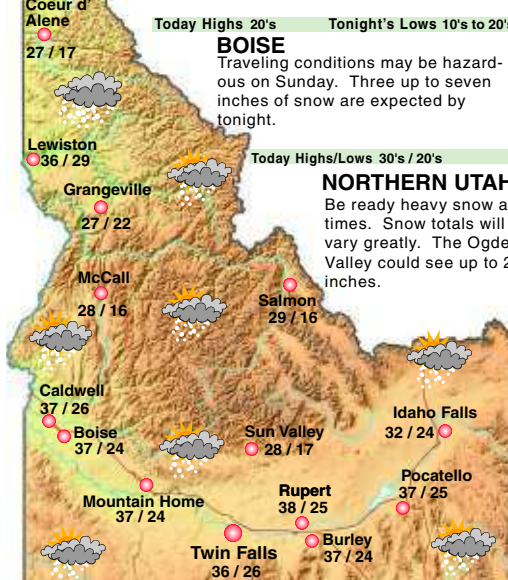 Coeur d'
Alene
27 / 17
Today Highs 20's Tonight's Lows 10's to 20's
BOISE
Traveling conditions may be hazard-
ous on Sunday. Three up to seven
inches of snow are expected by
tonight.
Lewiston
36 / 29
Today Highs/Lows 30's / 20's
NORTHERN UTAH
Be ready heavy snow a
times. Snow totals will
vary greatly. The Ogde
Valley could see up to 2
inches.
Grangeville
27 / 22
McCall
28 / 16
Salmon
29 / 16
Caldwell
37 / 26
Boise
37 / 24
Sun Valley
28 / 17
Idaho Falls
32 / 24
Mountain Home
37 / 24
Rupert
38 / 25
Pocatello
37 / 25
Twin Falls
36 / 26
Burley
37 / 24